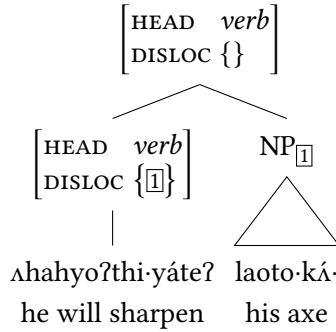 HEAD verb
DISLOC {}
HEAD verb
DISLOC {1}
NP1
ʌhahyoʔthi·yáteʔ laoto·kʌ́·
he will sharpen his axe